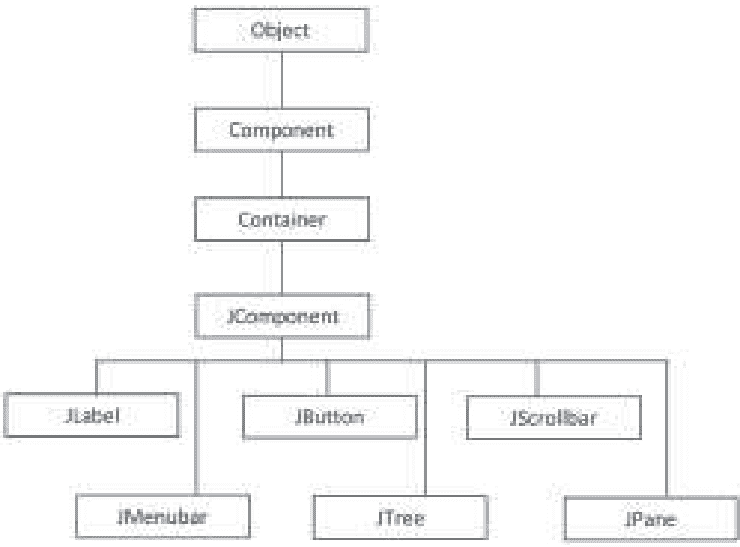 Object
Component
Container
JComponent
JLabel
JButton
JScrollbar
JMenubar
JTree
JPane